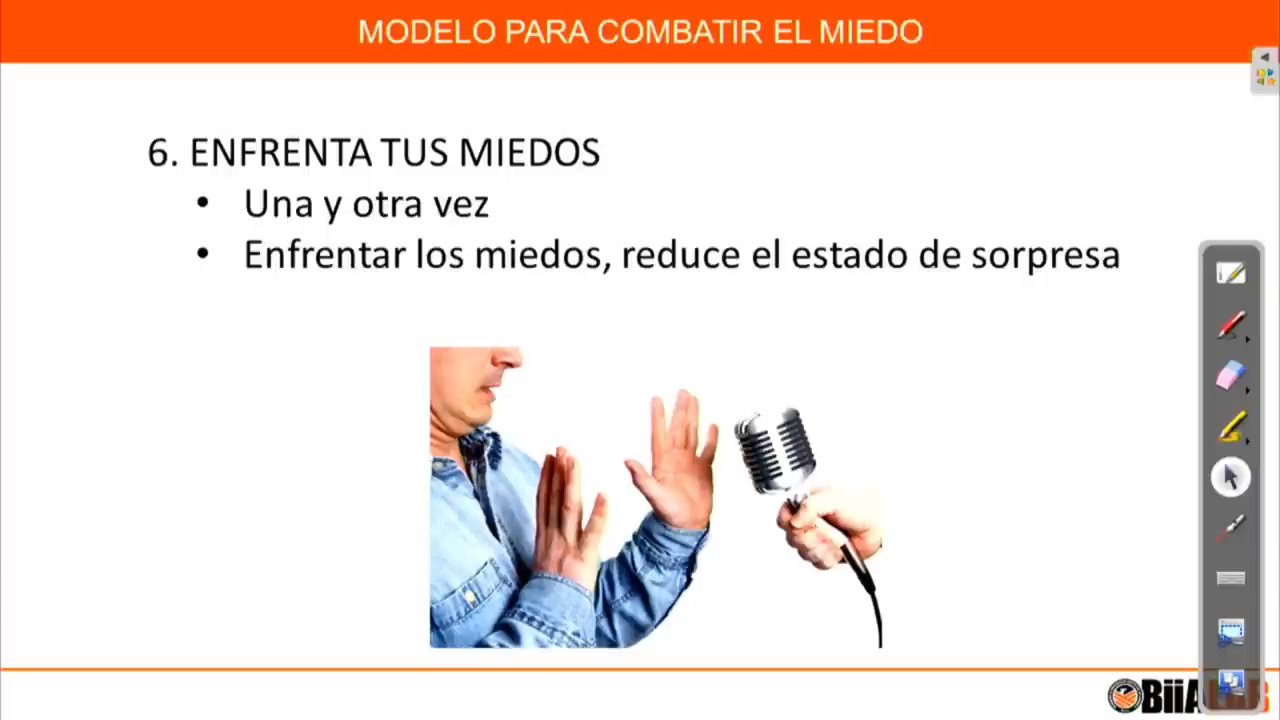 MODELO PARA COMBATIR EL MIEDO
6. ENFRENTA TUS MIEDOS
• Una y otra vez
• Enfrentar los miedos, reduce el estado de sorpresa
BiiALAB